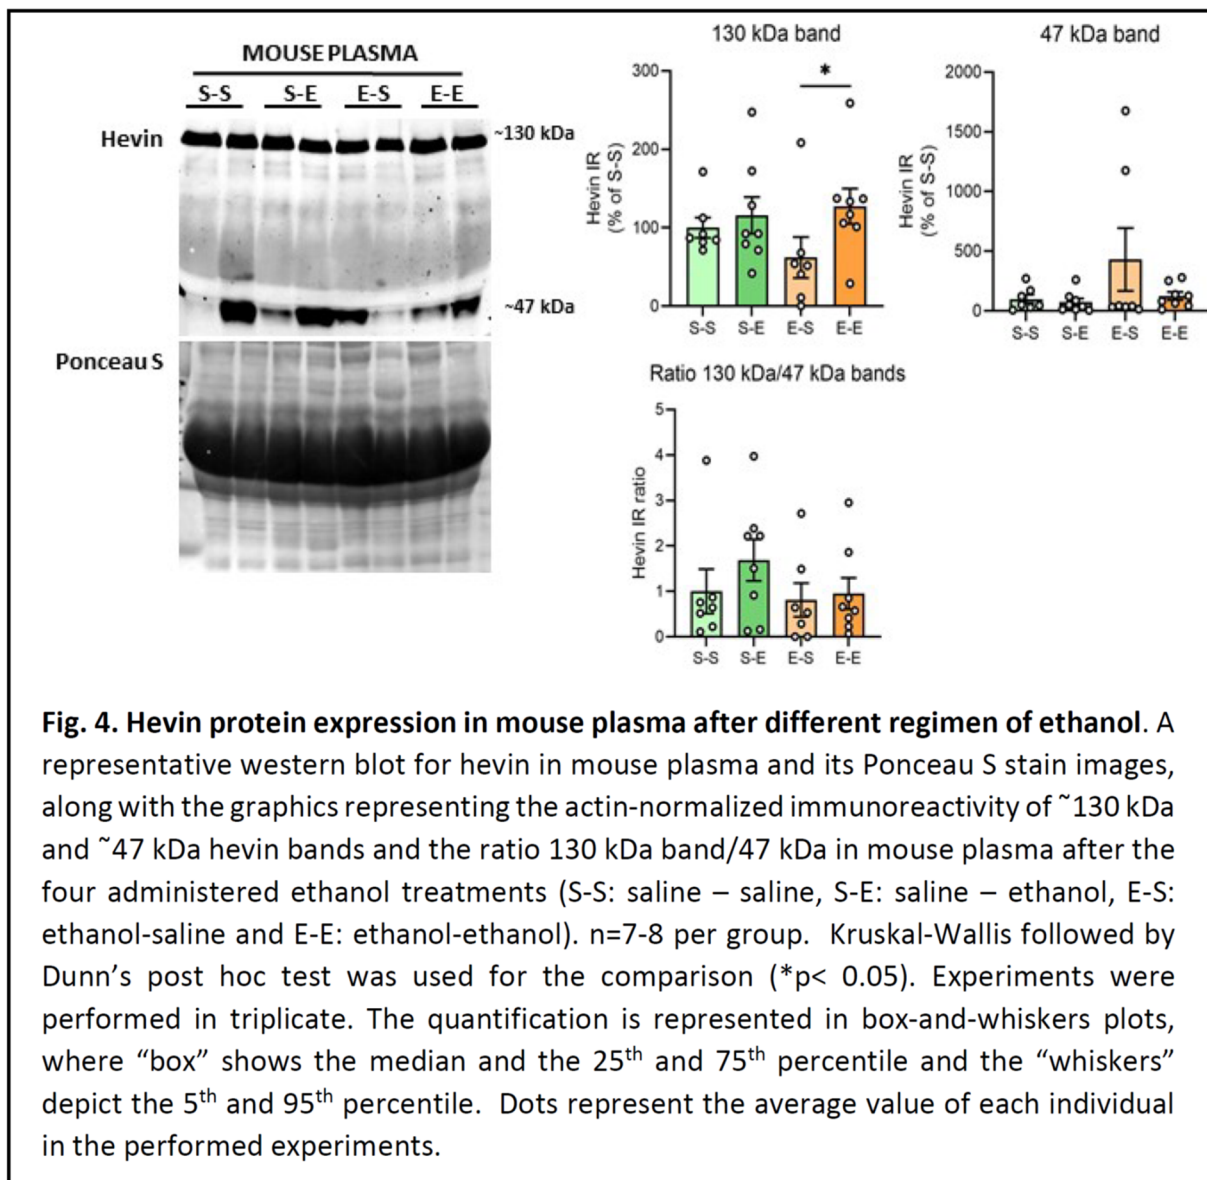 MOUSE PLASMA
S-S S-E E-S E-E
Hevin
~130 kDa
~47 kDa
Ponceau S
130 kDa band
*
Hevin IR
(% of S-S)
300
200
100
0
S-S S-E E-S E-E
47 kDa band
Hevin IR
(% of S-S)
2000
1500
1000
500
0
S-S S-E E-S E-E
Ratio 130 kDa/47 kDa bands
Hevin IR ratio
5
4
3
2
1
0
S-S S-E E-S E-E
Fig. 4. Hevin protein expression in mouse plasma after different regimen of ethanol. A
representative western blot for hevin in mouse plasma and its Ponceau S stain images,
along with the graphics representing the actin-normalized immunoreactivity of ~130 kDa
and ~47 kDa hevin bands and the ratio 130 kDa band/47 kDa in mouse plasma after the
four administered ethanol treatments (S-S: saline – saline, S-E: saline – ethanol, E-S:
ethanol-saline and E-E: ethanol-ethanol). n=7-8 per group. Kruskal-Wallis followed by
Dunn’s post hoc test was used for the comparison (*p< 0.05). Experiments were
performed in triplicate. The quantification is represented in box-and-whiskers plots,
where “box” shows the median and the 25th and 75th percentile and the “whiskers”
depict the 5th and 95th percentile. Dots represent the average value of each individual
in the performed experiments.